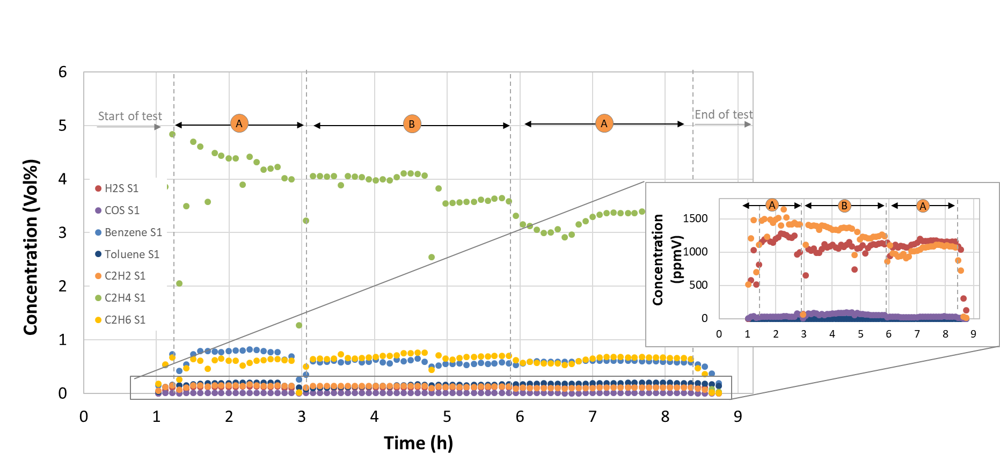 6
5
4
3
2
1
0
Concentration (Vol%)
Start of test
A
B
A
End of test
H2S S1
COS S1
Benzene S1
Toluene S1
C2H2 S1
C2H4 S1
C2H6 S1
0 1 2 3 4 5 6 7 8 9
Time (h)
A B A
Concentration
(ppmV)
1500
1000
500
0
0 1 2 3 4 5 6 7 8 9